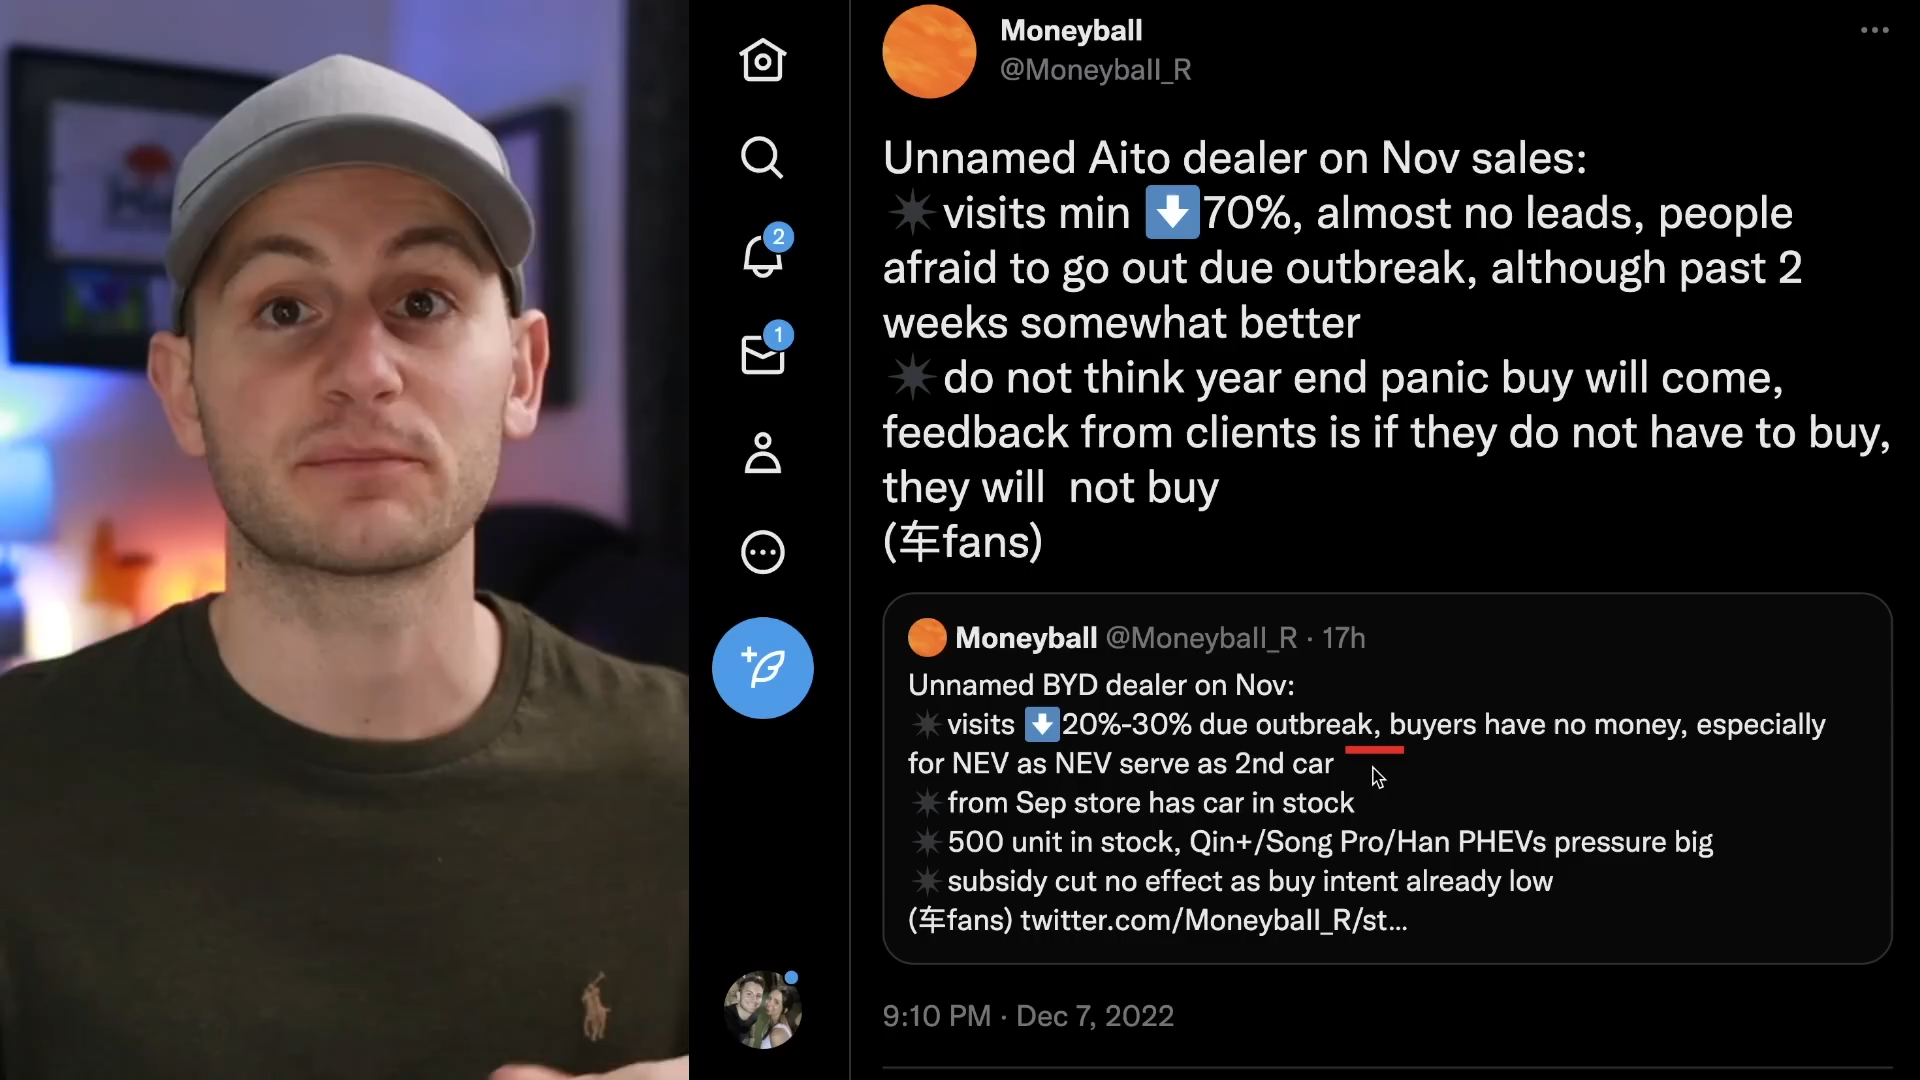 Moneyball
@Moneyball_R
Unnamed Aito dealer on Nov sales:
✴visits min ⬇70%, almost no leads, people
afraid to go out due outbreak, although past 2
weeks somewhat better
✴do not think year end panic buy will come,
feedback from clients is if they do not have to buy,
they will  not buy
(车fans)
Moneyball @Moneyball_R · 17h
Unnamed BYD dealer on Nov:
✴visits ⬇20%-30% due outbreak, buyers have no money, especially
for NEV as NEV serve as 2nd car
✴from Sep store has car in stock
✴500 unit in stock, Qin+/Song Pro/Han PHEVs pressure big
✴subsidy cut no effect as buy intent already low
(车fans) twitter.com/Moneyball_R/st...
9:10 PM · Dec 7, 2022
2
1